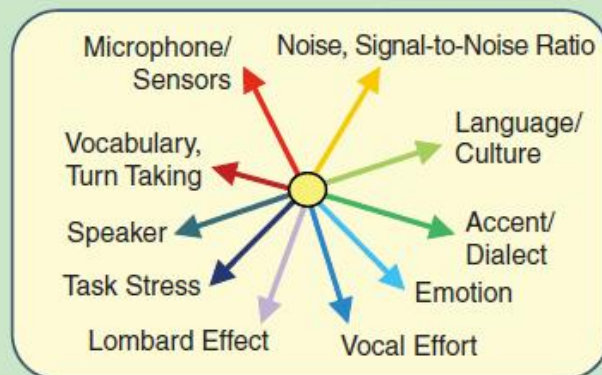 Microphone/
Sensors
Noise, Signal-to-Noise Ratio
Language/
Culture
Vocabulary,
Turn Taking
Speaker
Accent/
Dialect
Task Stress
Emotion
Lombard Effect
Vocal Effort